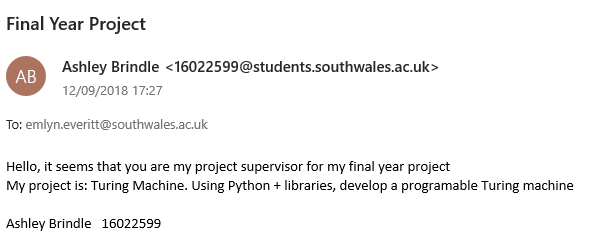 Final Year Project
AB
Ashley Brindle <16022599@students.southwales.ac.uk>
12/09/2018 17:27
To: emlyn.everitt@southwales.ac.uk
Hello, it seems that you are my project supervisor for my final year project
My project is: Turing Machine. Using Python + libraries, develop a programable Turing machine
Ashley Brindle 16022599